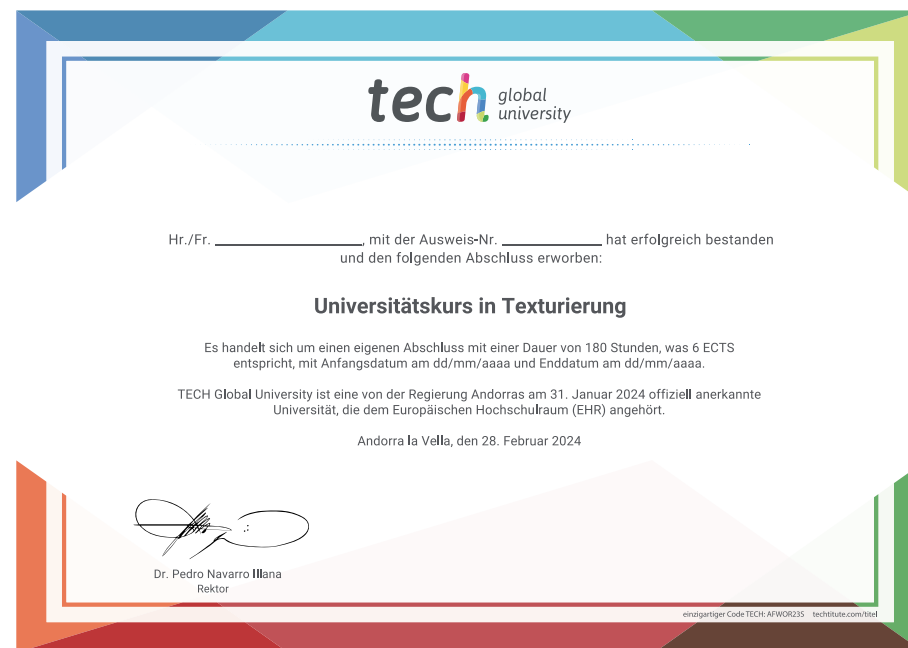 tech global university
Hr./Fr. ____________________, mit der Ausweis-Nr. ______________ hat erfolgreich bestanden
und den folgenden Abschluss erworben:
Universitätskurs in Texturierung
Es handelt sich um einen eigenen Abschluss mit einer Dauer von 180 Stunden, was 6 ECTS
entspricht, mit Anfangsdatum am dd/mm/aaaa und Enddatum am dd/mm/aaaa.
TECH Global University ist eine von der Regierung Andorras am 31. Januar 2024 offiziell anerkannte
Universität, die dem Europäischen Hochschulraum (EHR) angehört.
Andorra la Vella, den 28. Februar 2024
Dr. Pedro Navarro Illana
Rektor
einzigartiger Code TECH: AFWOR23S techtitute.com/titel